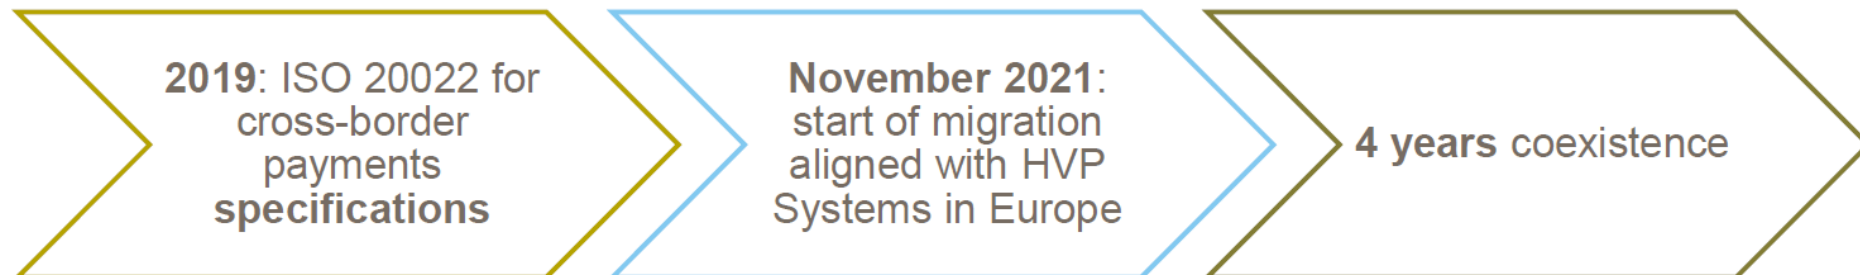 2019: ISO 20022 for
cross-border
payments
specifications
November 2021:
start of migration
aligned with HVP
Systems in Europe
4 years coexistence